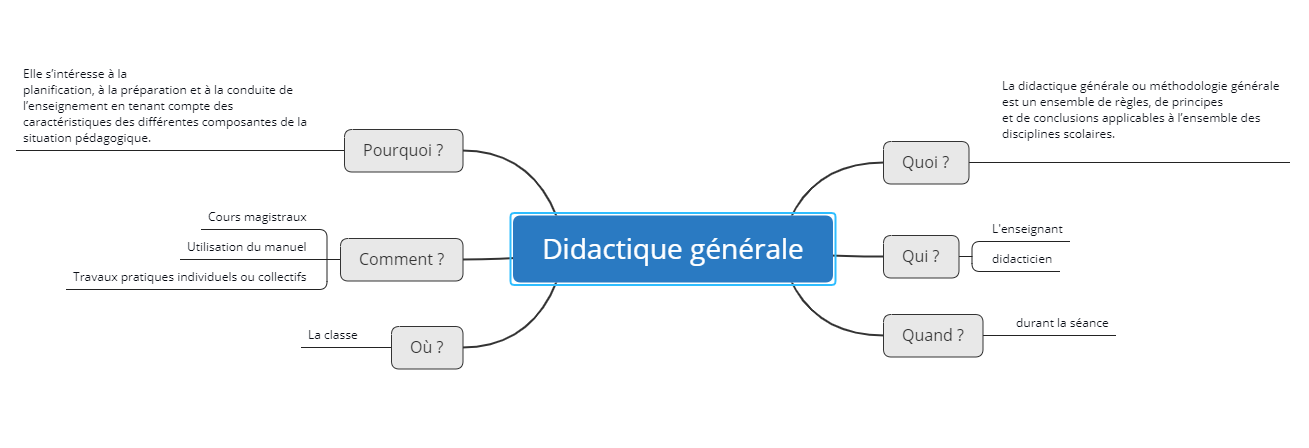 Didactique générale
Quoi ?
La didactique générale ou méthodologie générale
est un ensemble de règles, de principes
et de conclusions applicables à l’ensemble des
disciplines scolaires.
Qui ?
L'enseignant
didacticien
Quand ?
durant la séance
Pourquoi ?
Elle s’intéresse à la
planification, à la préparation et à la conduite de
l’enseignement en tenant compte des
caractéristiques des différentes composantes de la
situation pédagogique.
Comment ?
Cours magistraux
Utilisation du manuel
Travaux pratiques individuels ou collectifs
Où ?
La classe